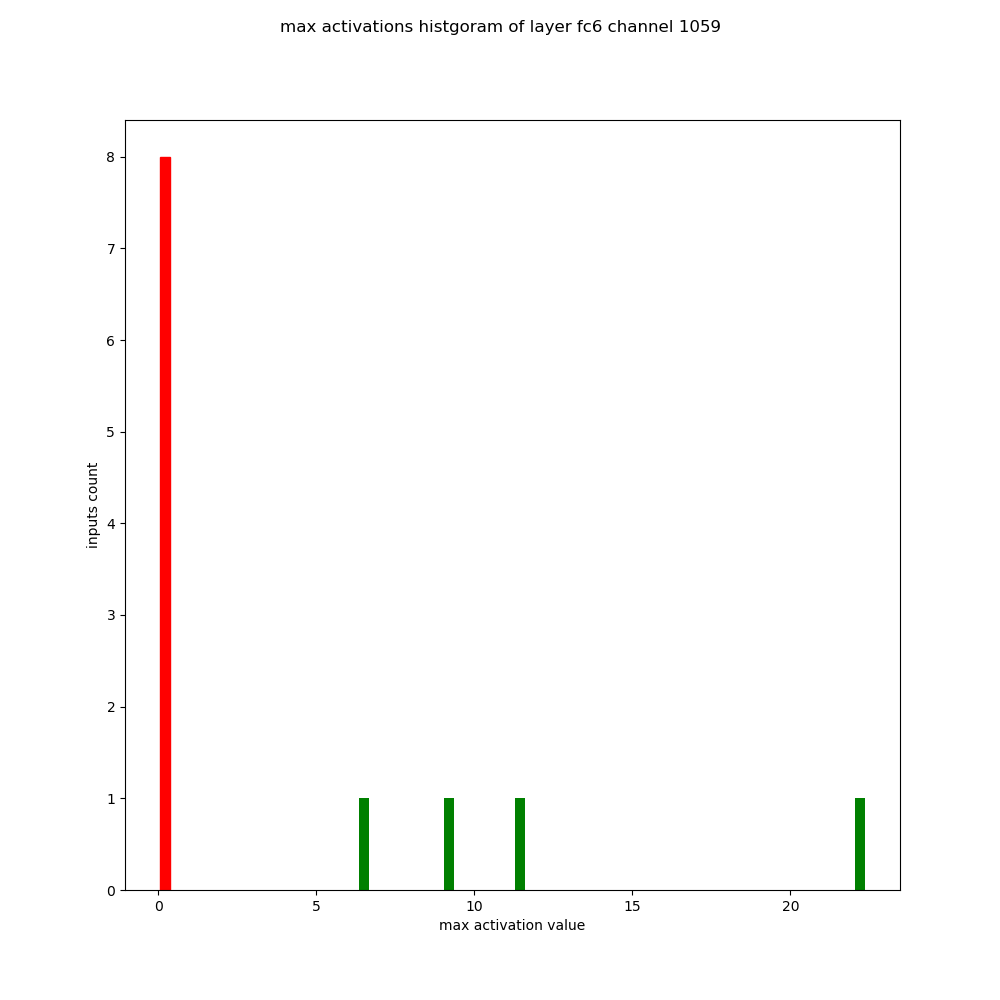 max activations histgoram of layer fc6 channel 1059
8
7
6
5
4
3
2
1
0
inputs count
0 5 10 15 20
max activation value